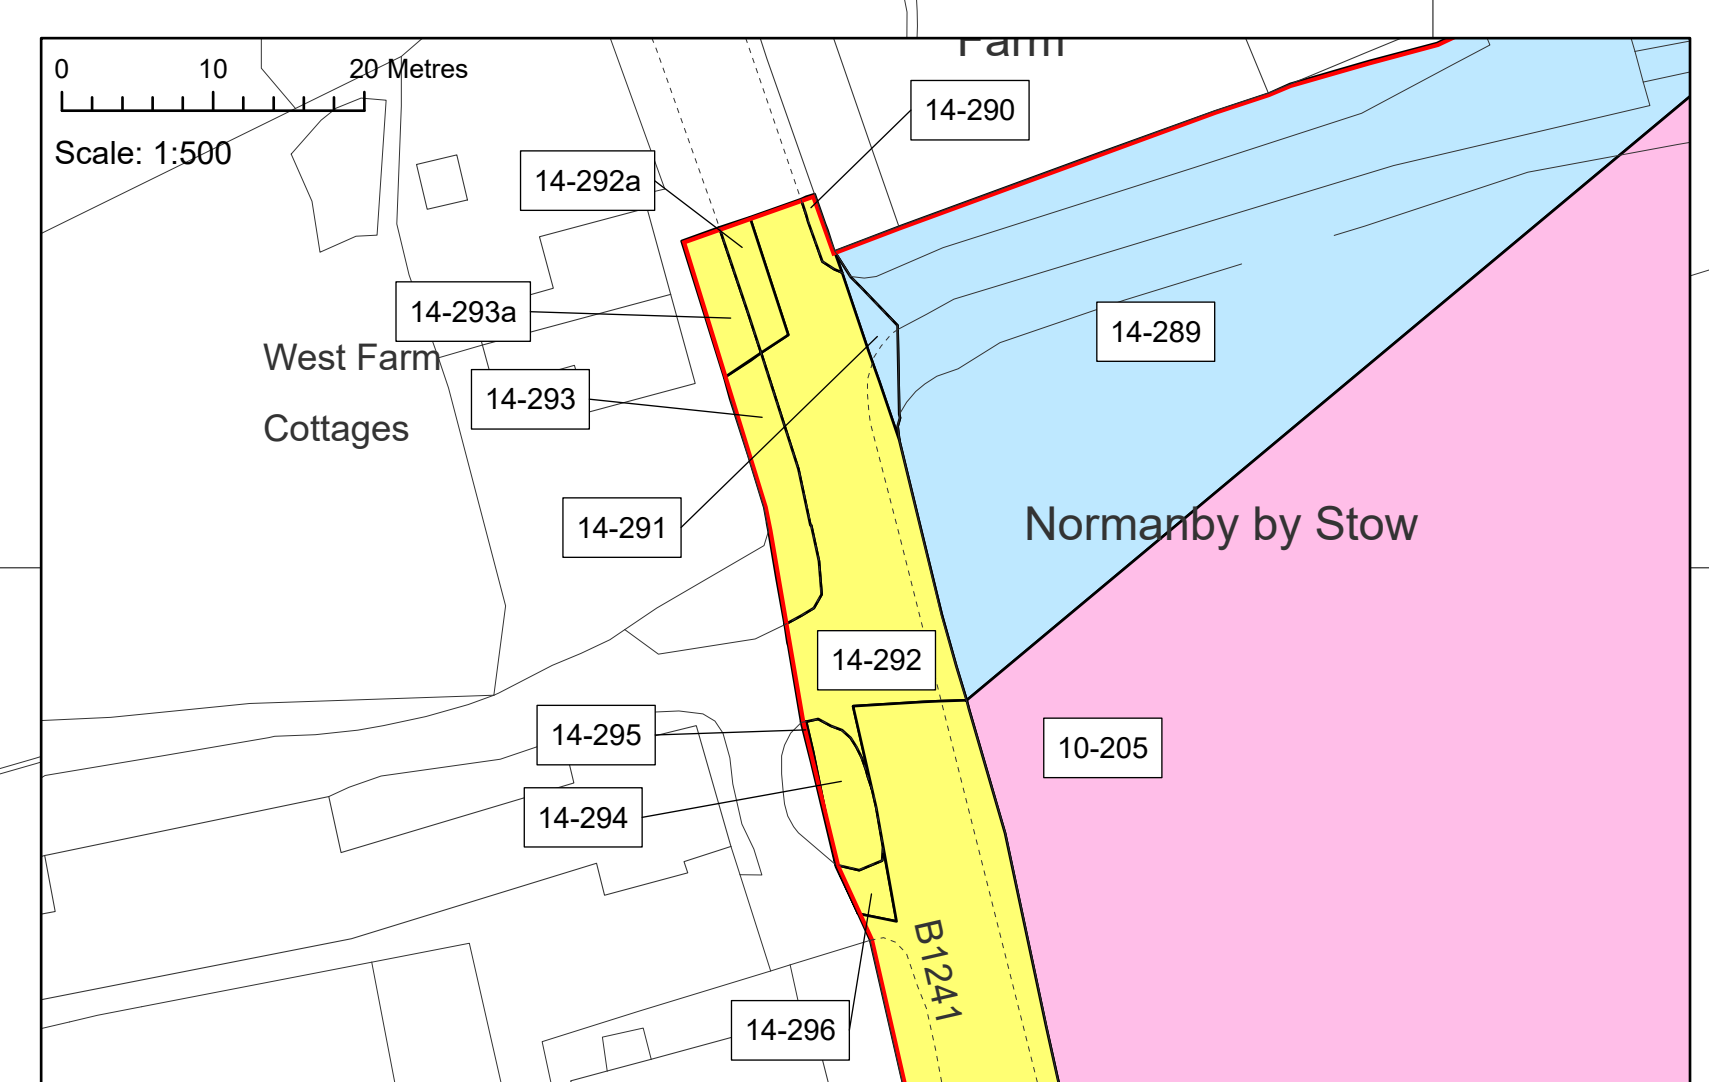 Farm
0 10 20 Metres
Scale: 1:500
14-290
14-292a
14-293a
14-289
West Farm
Cottages
14-293
14-291
Normanby by Stow
14-292
14-295
10-205
14-294
B1241
14-296